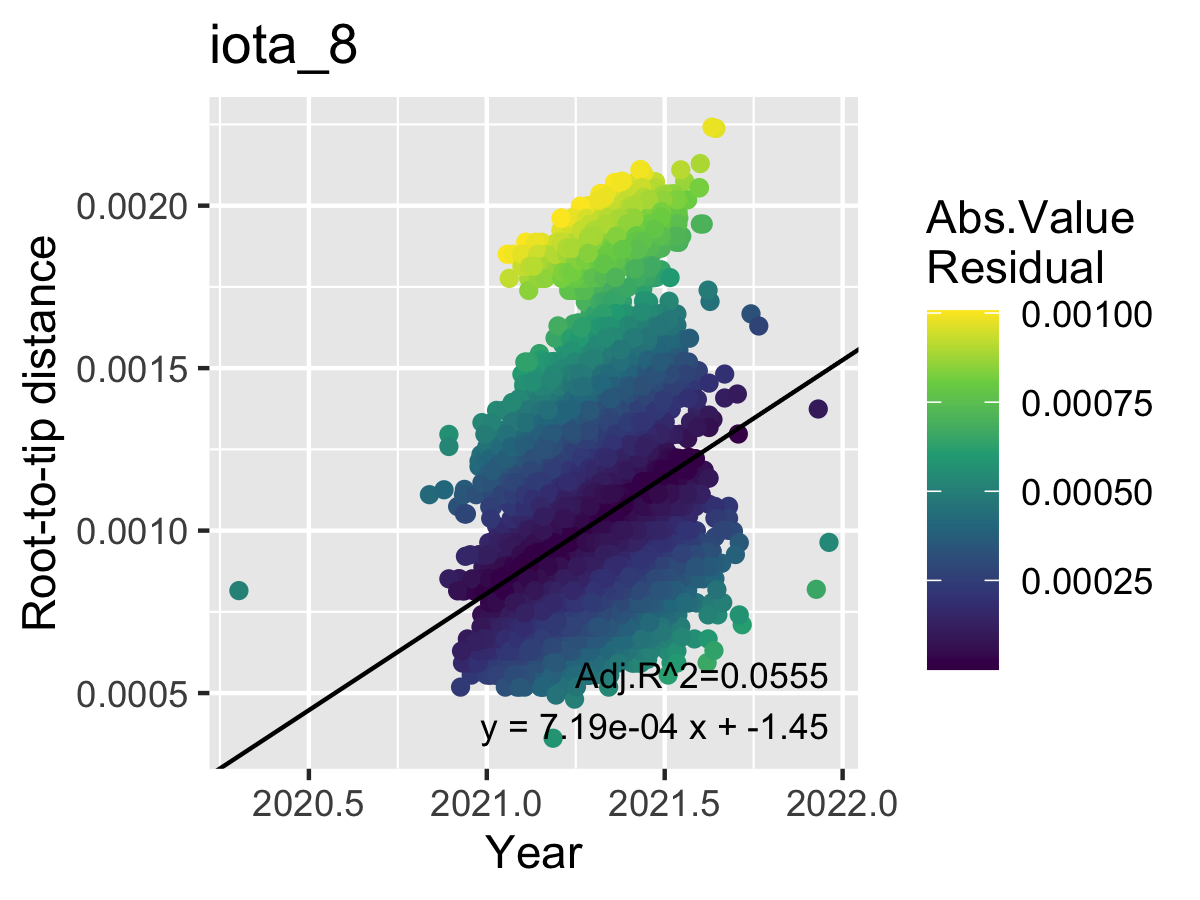 iota_8
0.0020
0.0015
0.0010
0.0005
Root-to-tip distance
Adj.R^2=0.0555
y = 7.19e-04 x + -1.45
2020.5 2021.0 2021.5 2022.0
Year
Abs.Value
Residual
0.00100
0.00075
0.00050
0.00025